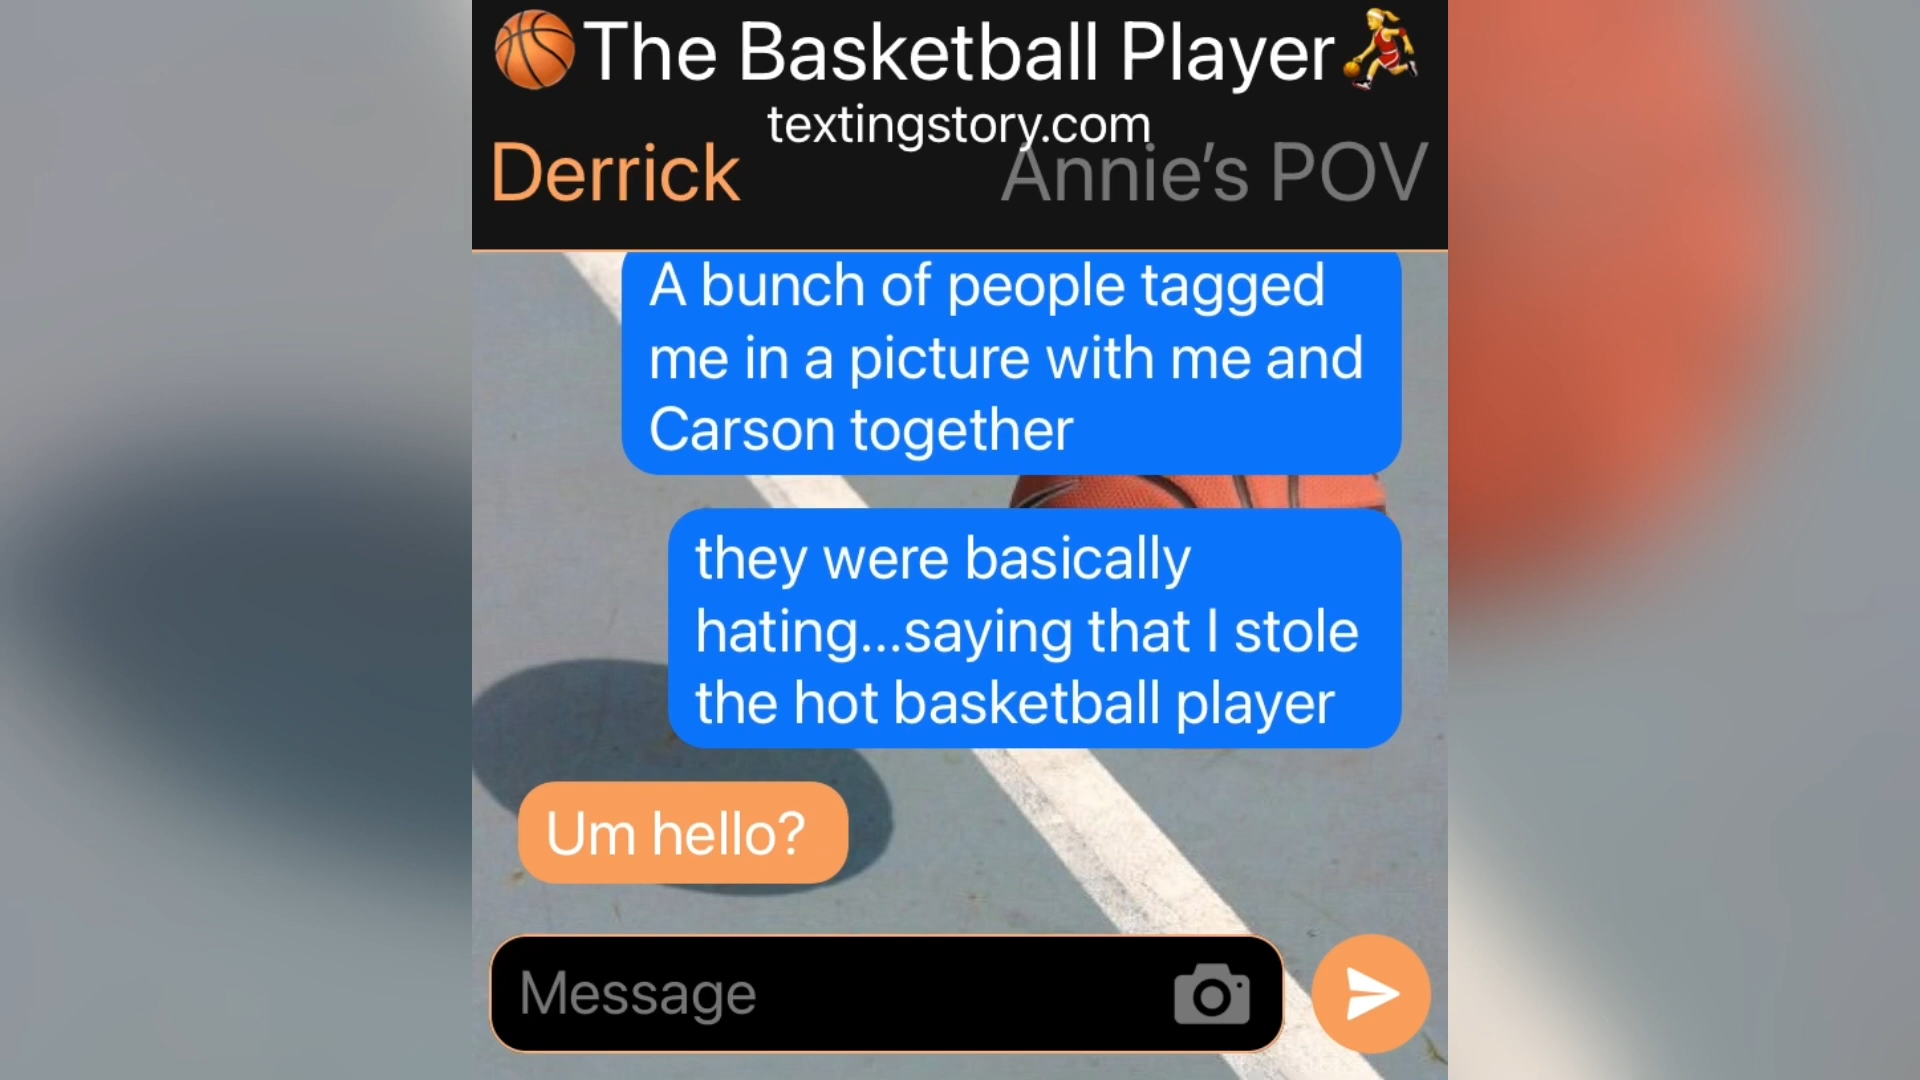 🏀The Basketball Player⛹️‍♀️
textingstory.com
Derrick
Annie’s POV
A bunch of people tagged
me in a picture with me and
Carson together
they were basically
hating...saying that I stole
the hot basketball player
Um hello?
Message